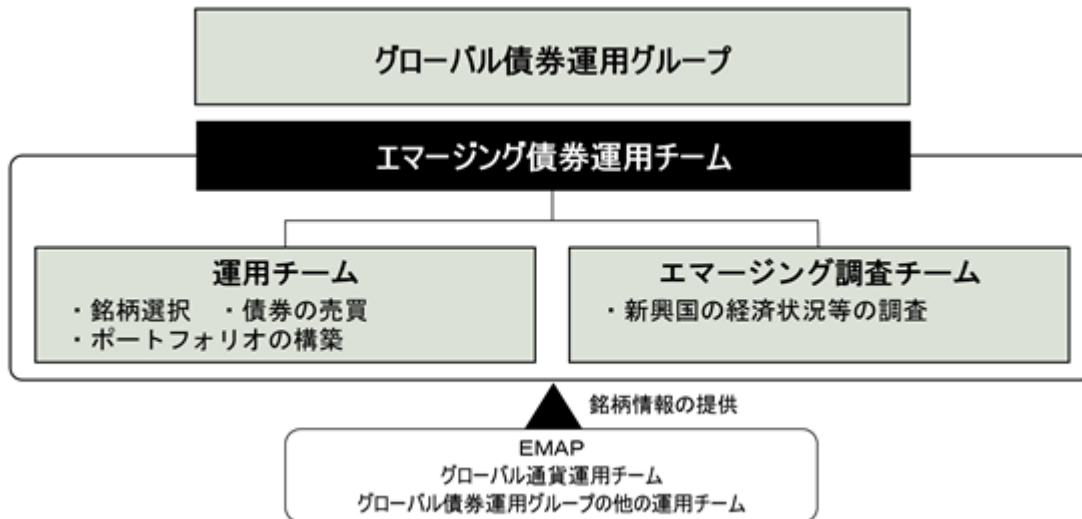 グローバル債券運用グループ
エマージング債券運用チーム
運用チーム
・銘柄選択　・債券の売買
・ポートフォリオの構築
エマージング調査チーム
・新興国の経済状況等の調査
銘柄情報の提供
EMAP
グローバル通貨運用チーム
グローバル債券運用グループの他の運用チーム